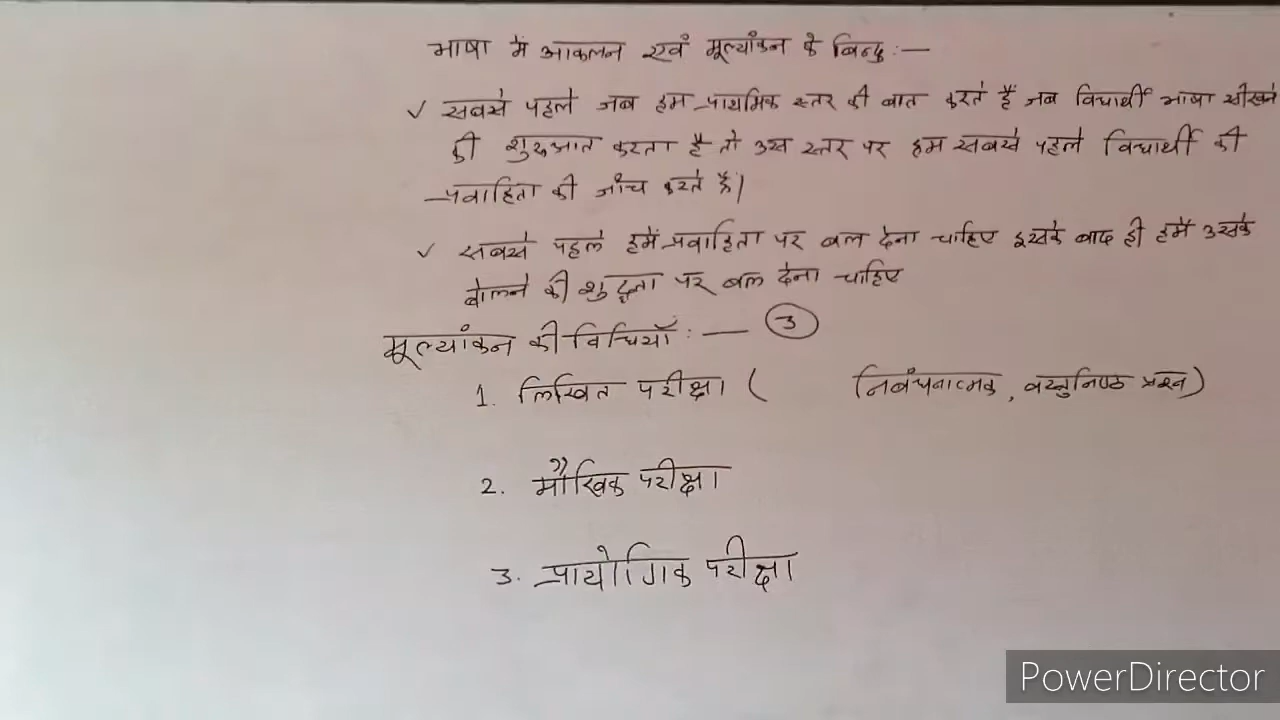 भाषा में आकलन एवं मूल्यांकन के बिन्दु :—
✓ सबसे पहले जब हम प्राथमिक स्तर की बात करते हैं जब विद्यार्थी भाषा सीखने
की शुरुआत करता है तो उस स्तर पर हम सबसे पहले विद्यार्थी की
प्रवाहिता की जाँच करते हैं।
✓ सबसे पहले हमें प्रवाहिता पर बल देना चाहिए इसके बाद ही हमें उसके
बोलने की शुद्धता पर बल देना चाहिए
मूल्यांकन की विधियाँ :— 3
1. लिखित परीक्षा ( निबंधनात्मक, वस्तुनिष्ठ प्रश्न)
2. मौखिक परीक्षा
3. प्रायोगिक परीक्षा
PowerDirector